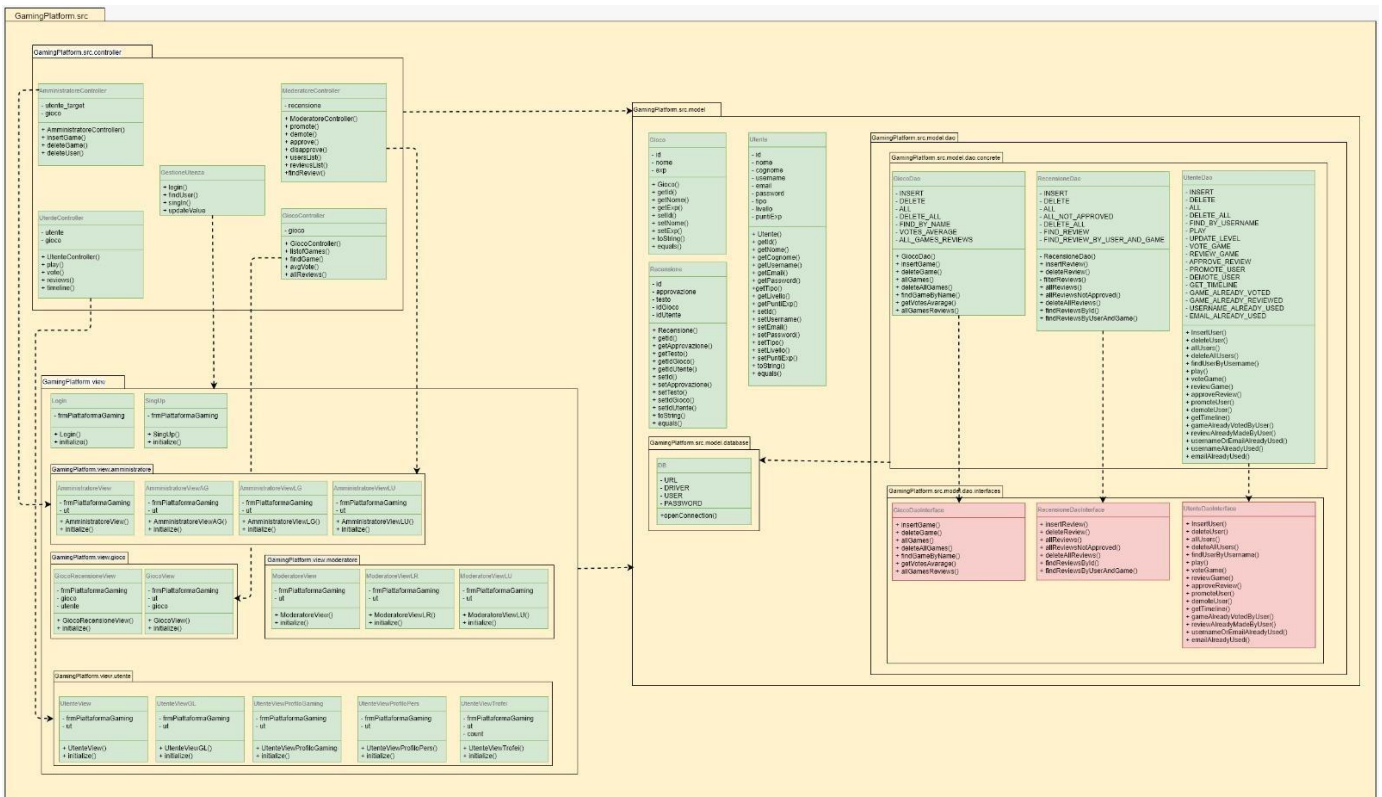 GamingPlatform.src
GamingPlatform.src.controller
AmministratoreController
- utente_target
- gioco
+ AmministratoreController()
+ insertGame()
+ deleteGame()
+ deleteUser()
ModeratoreController
- recensione
+ ModeratoreController()
+ promote()
+ demote()
+ approve()
+ disapprove()
+ usersList()
+ reviewsList()
+findReview()
GestioneUtenza
+ login()
+ findUser()
+ singIn()
+ updateValue
UtenteController
- utente
- gioco
+ UtenteController()
+ play()
+ vote()
+ reviews()
+ timeline()
GiocoController
- gioco
+ GiocoController()
+ listofGames()
+ findGame()
+ avgVote()
+ allReviews()
GamingPlatform.view
Login
- frmPiattaformaGaming
+ Login()
+ initialize()
SingUp
- frmPiattaformaGaming
+ SingUp()
+ initialize()
GamingPlatform.view.amministratore
AmministratoreView
- frmPiattaformaGaming
- ut
+ AmministratoreView()
+ initialize()
AmministratoreViewAG
- frmPiattaformaGaming
- ut
+ AmministratoreViewAG()
+ initialize()
AmministratoreViewLG
- frmPiattaformaGaming
- ut
+ AmministratoreViewLG()
+ initialize()
AmministratoreViewLU
- frmPiattaformaGaming
- ut
+ AmministratoreViewLU()
+ initialize()
GamingPlatform.view.gioco
GiocoRecensioneView
- frmPiattaformaGaming
- gioco
- utente
+ GiocoRecensioneView()
+ initialize()
GiocoView
- frmPiattaformaGaming
- ut
- gioco
+ GiocoView()
+ initialize()
GamingPlatform.view.moderatore
ModeratoreView
- frmPiattaformaGaming
- ut
+ ModeratoreView()
+ initialize()
ModeratoreViewLR
- frmPiattaformaGaming
- ut
+ ModeratoreViewLR()
+ initialize()
ModeratoreViewLU
- frmPiattaformaGaming
- ut
+ ModeratoreViewLU()
+ initialize()
GamingPlatform.view.utente
UtenteView
- frmPiattaformaGaming
- ut
+ UtenteView()
+ initialize()
UtenteViewGL
- frmPiattaformaGaming
- ut
+ UtenteViewGL()
+ initialize()
UtenteViewProfiloGaming
- frmPiattaformaGaming
- ut
+ UtenteViewProfiloGaming
+ initialize()
UtenteViewProfiloPers
- frmPiattaformaGaming
- ut
+ UtenteViewProfiloPers()
+ initialize()
UtenteViewTrofei
- frmPiattaformaGaming
- ut
- count
+ UtenteViewTrofei()
+ initialize()
GamingPlatform.src.model
Gioco
- id
- nome
- exp
+ Gioco()
+ getId()
+ getNome()
+ getExp()
+ setId()
+ setNome()
+ setExp()
+ toString()
+ equals()
Utente
- id
- nome
- cognome
- username
- email
- password
- tipo
- livello
- puntiExp
+ Utente()
+ getId()
+ getNome()
+ getCognome()
+ getUsername()
+ getEmail()
+ getPassword()
+getTipo()
+ getLivello()
+ getPuntiExp()
+ setId()
+ setUsername()
+ setEmail()
+ setPassword()
+ setTipo()
+ setLivello()
+ setPuntiExp()
+ toString()
+ equals()
Recensione
- id
- approvazione
- testo
- idGioco
- idUtente
+ Recensione()
+ getId()
+ getApprovazione()
+ getTesto()
+ getIdGioco()
+ getIdUtente()
+ setId()
+ setApprovazione()
+ setTesto()
+ setIdGioco()
+ setIdUtente()
+ toString()
+ equals()
GamingPlatform.src.model.database
DB
- URL
- DRIVER
- USER
- PASSWORD
+openConnection()
GamingPlatform.src.model.dao
GamingPlatform.src.model.dao.concrete
GiocoDao
- INSERT
- DELETE
- ALL
- DELETE_ALL
- FIND_BY_NAME
- VOTES_AVERAGE
- ALL_GAMES_REVIEWS
+ GiocoDao()
+ insertGame()
+ deleteGame()
+ allGames()
+ deleteAllGames()
+ findGameByName()
+ getVotesAvarage()
+ allGamesReviews()
RecensioneDao
- INSERT
- DELETE
- ALL
- ALL_NOT_APPROVED
- DELETE_ALL
- FIND_REVIEW
- FIND_REVIEW_BY_USER_AND_GAME
- RecensioneDao()
+ insertReview()
+ deleteReview()
- filterReviews()
+ allReviews()
+ allReviewsNotApproved()
+ deleteAllReviews()
+ findReviewsById()
+ findReviewsByUserAndGame()
UtenteDao
- INSERT
- DELETE
- ALL
- DELETE_ALL
- FIND_BY_USERNAME
- PLAY
- UPDATE_LEVEL
- VOTE_GAME
- REVIEW_GAME
- APPROVE_REVIEW
- PROMOTE_USER
- DEMOTE_USER
- GET_TIMELINE
- GAME_ALREADY_VOTED
- GAME_ALREADY_REVIEWED
- USERNAME_ALREADY_USED
- EMAIL_ALREADY_USED
+ insertUser()
+ deleteUser()
+ allUsers()
+ deleteAllUsers()
+ findUserByUsername()
+ play()
+ voteGame()
+ reviewGame()
+ approveReview()
+ promoteUser()
+ demoteUser()
+ getTimeline()
+ gameAlreadyVotedByUser()
+ reviewAlreadyMadeByUser()
+ usernameOrEmailAlreadyUsed()
+ usernameAlreadyUsed()
+ emailAlreadyUsed()
GamingPlatform.src.model.dao.interfaces
GiocoDaoInterface
+ insertGame()
+ deleteGame()
+ allGames()
+ deleteAllGames()
+ findGameByName()
+ getVotesAvarage()
+ allGamesReviews()
RecensioneDaoInterface
+ insertReview()
+ deleteReview()
+ allReviews()
+ allReviewsNotApproved()
+ deleteAllReviews()
+ findReviewsById()
+ findReviewsByUserAndGame()
UtenteDaoInterface
+ insertUser()
+ deleteUser()
+ allUsers()
+ deleteAllUsers()
+ findUserByUsername()
+ play()
+ voteGame()
+ reviewGame()
+ approveReview()
+ promoteUser()
+ demoteUser()
+ getTimeline()
+ gameAlreadyVotedByUser()
+ reviewAlreadyMadeByUser()
+ usernameOrEmailAlreadyUsed()
+ emailAlreadyUsed()